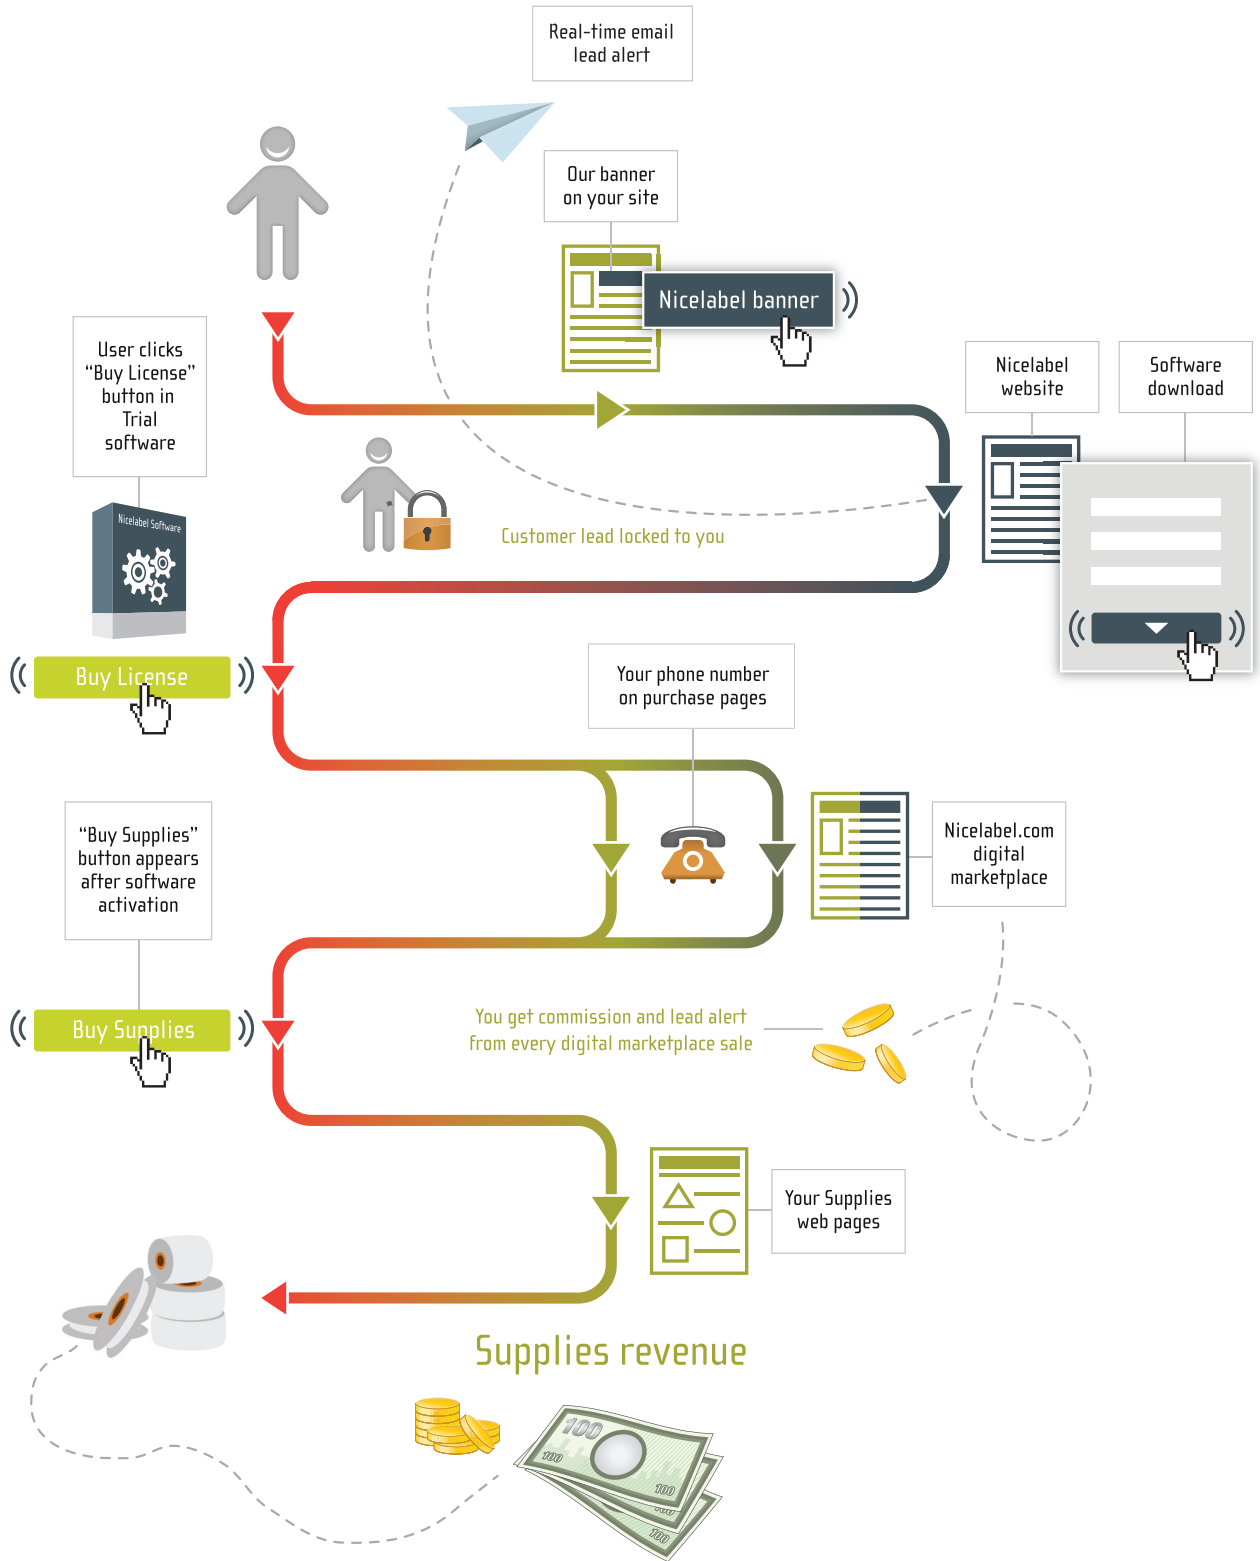 Real-time email
lead alert
Our banner
on your site
Nicelabel banner
User clicks
“Buy License”
button in
Trial
software
Nicelabel
website
Software
download
Nicelabel Software
Customer lead locked to you
Buy License
Your phone number
on purchase pages
“Buy Supplies”
button appears
after software
activation
Nicelabel.com
digital
marketplace
Buy Supplies
You get commission and lead alert
from every digital marketplace sale
Your Supplies
web pages
Supplies revenue
100
100
100
100
100